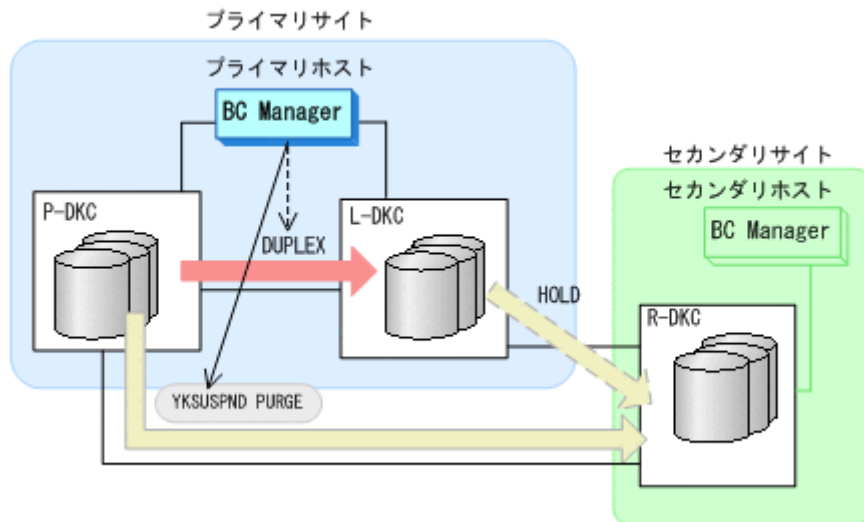 プライマリサイト
プライマリホスト
BC Manager
セカンダリサイト
セカンダリホスト
BC Manager
P-DKC
L-DKC
DUPLEX
HOLD
R-DKC
YKSUSPND PURGE